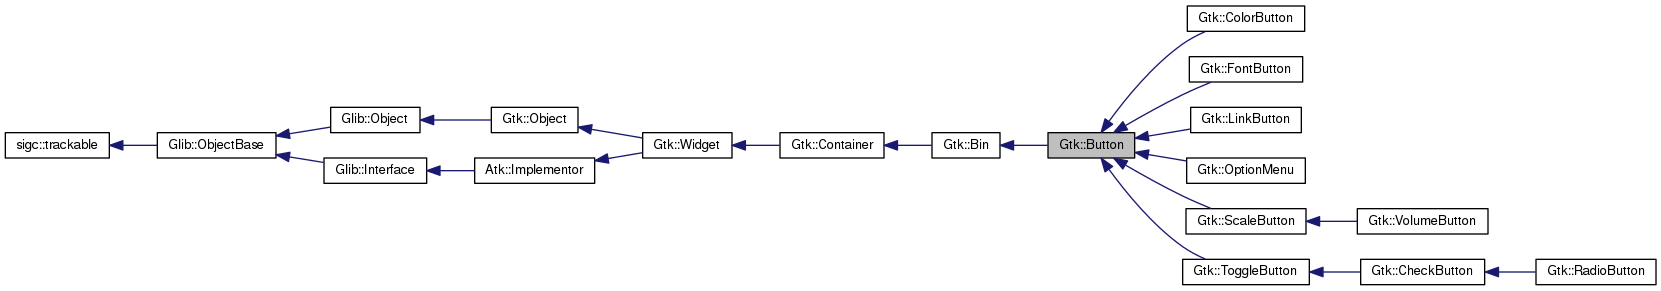 Gtk::ColorButton
Gtk::FontButton
Glib::Object
Gtk::Object
Gtk::LinkButton
sigc::trackable
Glib::ObjectBase
Gtk::Widget
Gtk::Container
Gtk::Bin
Gtk::Button
Glib::Interface
Atk::Implementor
Gtk::OptionMenu
Gtk::ScaleButton
Gtk::VolumeButton
Gtk::ToggleButton
Gtk::CheckButton
Gtk::RadioButton